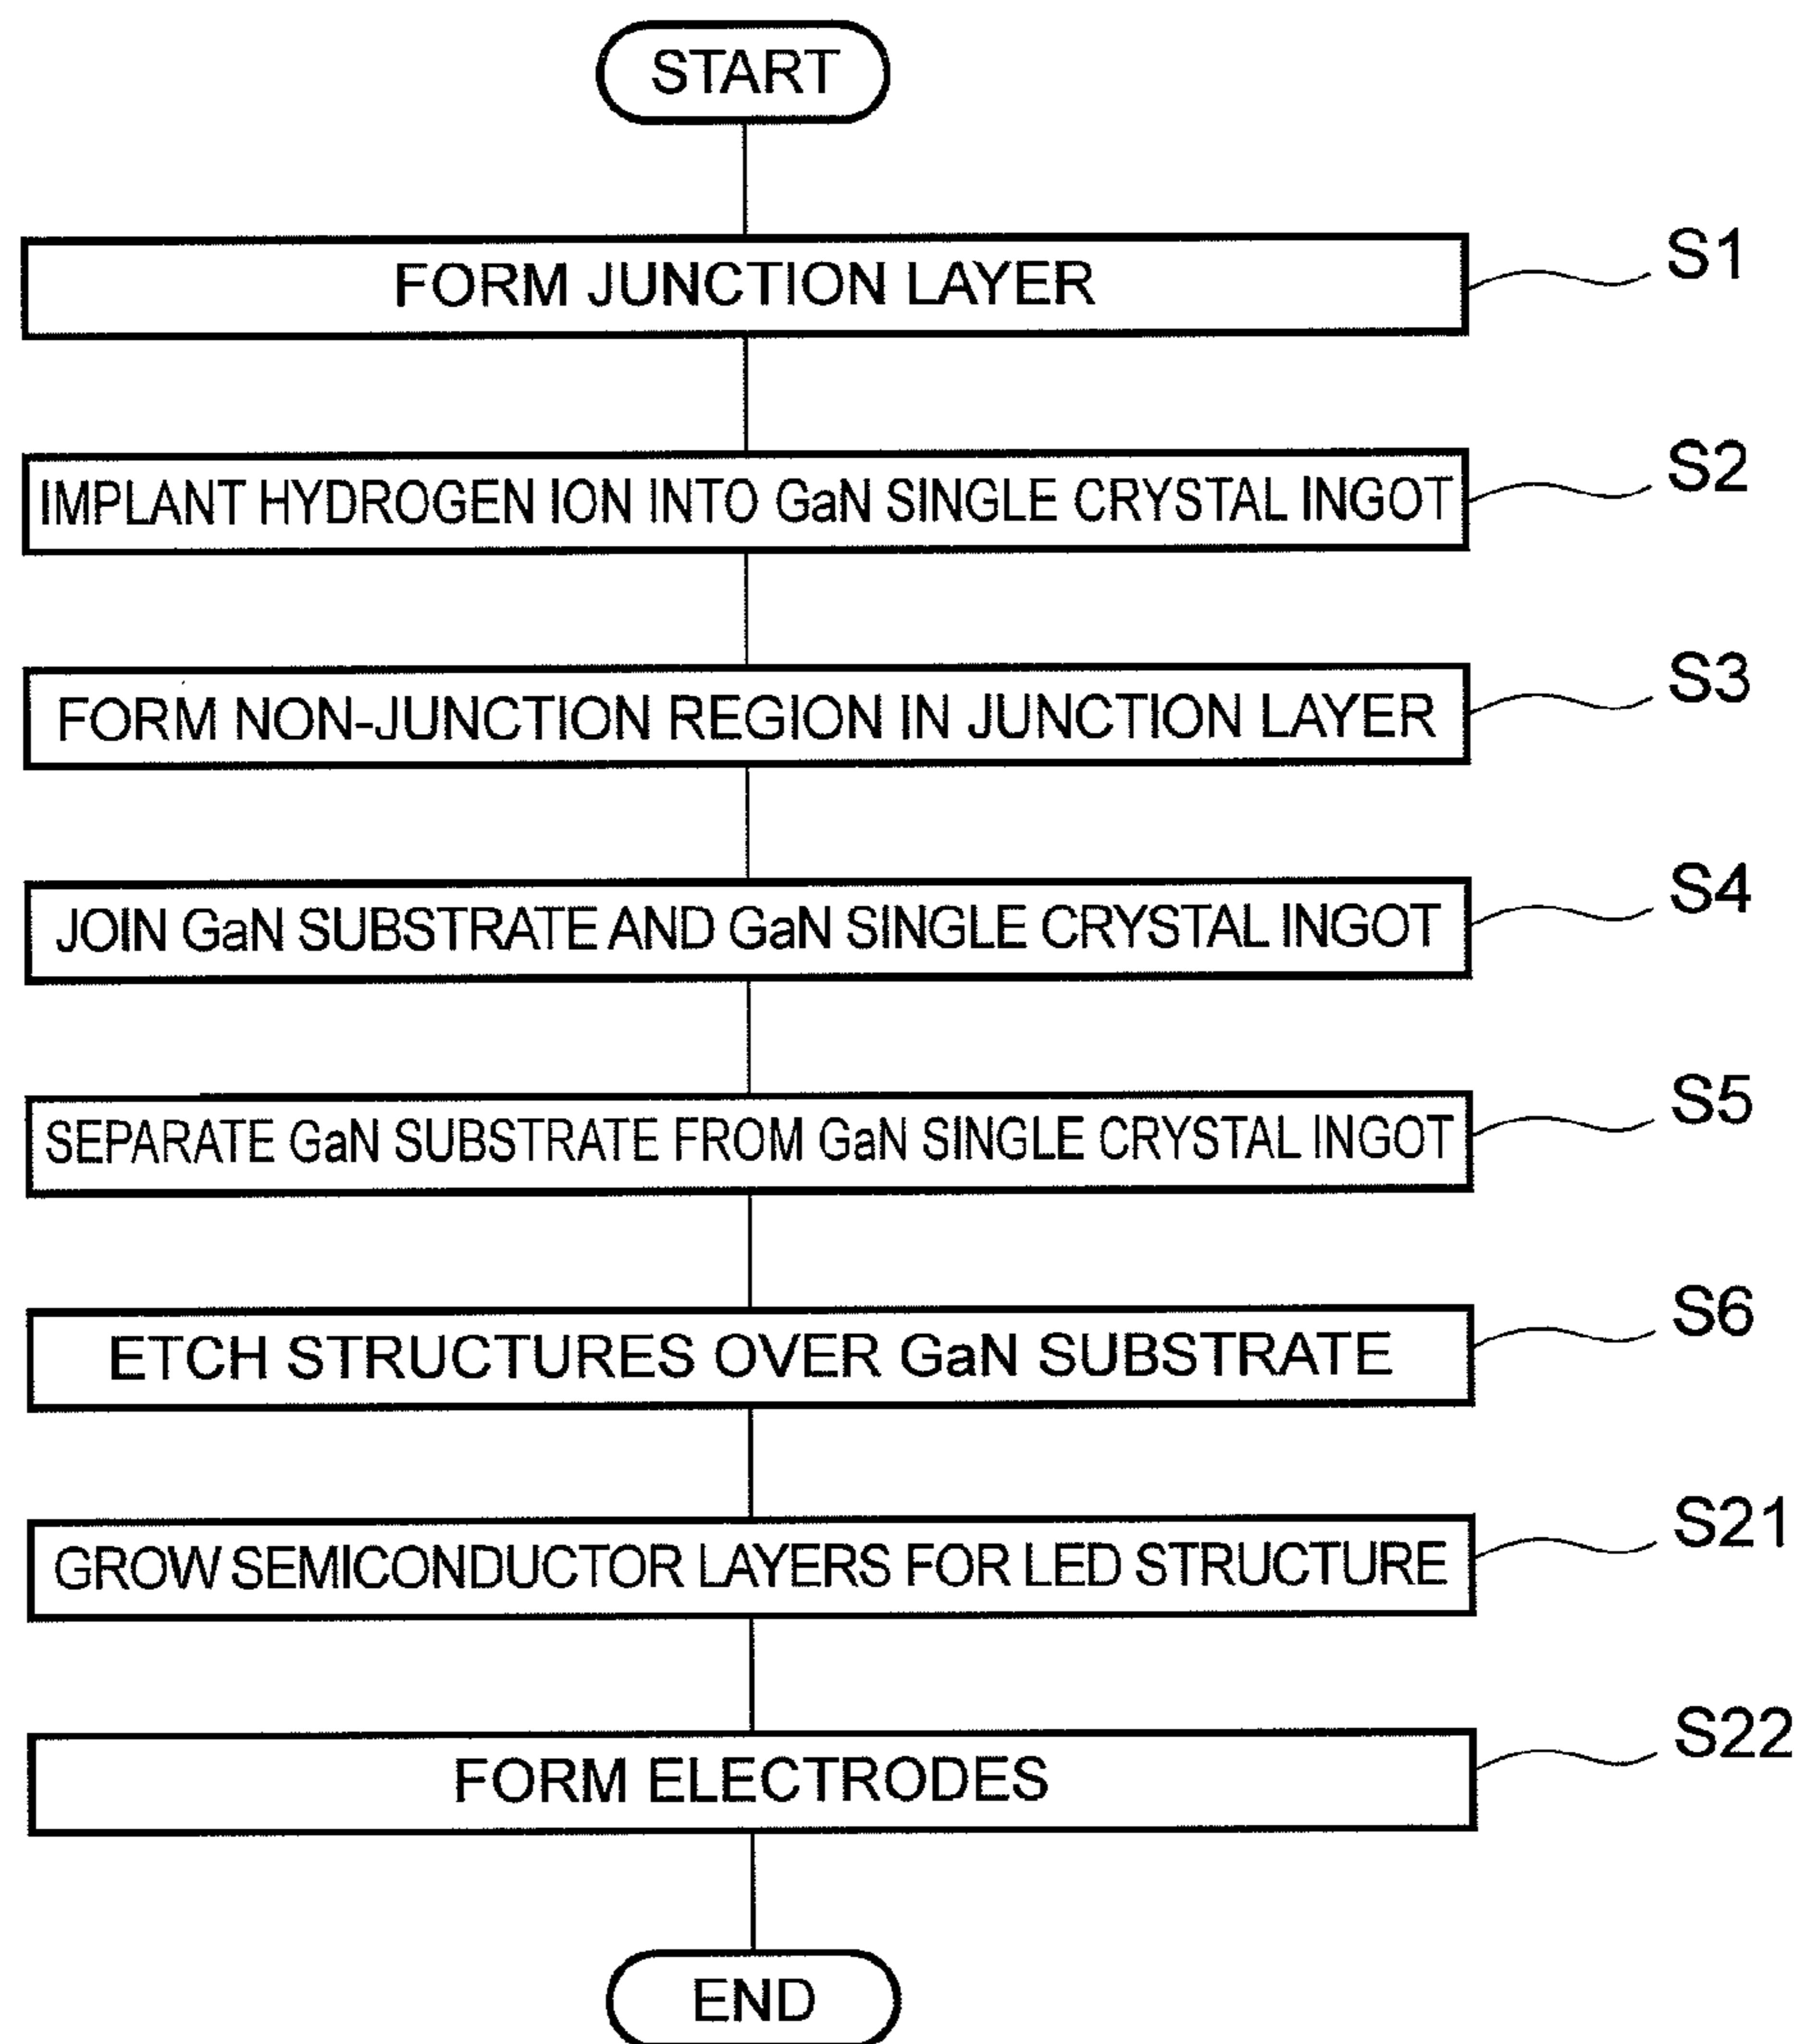 START
FORM JUNCTION LAYER
S1
IMPLANT HYDROGEN ION INTO GaN SINGLE CRYSTAL INGOT
S2
FORM NON-JUNCTION REGION IN JUNCTION LAYER
S3
JOIN GaN SUBSTRATE AND GaN SINGLE CRYSTAL INGOT
S4
SEPARATE GaN SUBSTRATE FROM GaN SINGLE CRYSTAL INGOT
S5
ETCH STRUCTURES OVER GaN SUBSTRATE
S6
GROW SEMICONDUCTOR LAYERS FOR LED STRUCTURE
S21
FORM ELECTRODES
S22
END